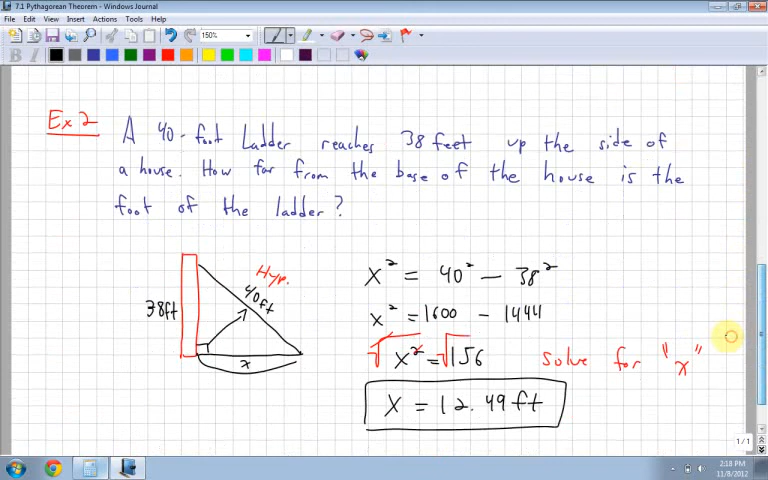 7.1 Pythagorean Theorem - Windows Journal
File Edit View Insert Actions Tools Help
150%
B I
Ex 2
A 40-foot Ladder reaches 38 feet up the side of
a house. How far from the base of the house is the
foot of the ladder?
Hyp.
40ft
38ft
x
x² = 40² - 38²
x² = 1600 - 1444
√x² = √156 solve for "x"
X = 12.49 ft
1/1
2:18 PM
11/8/2012